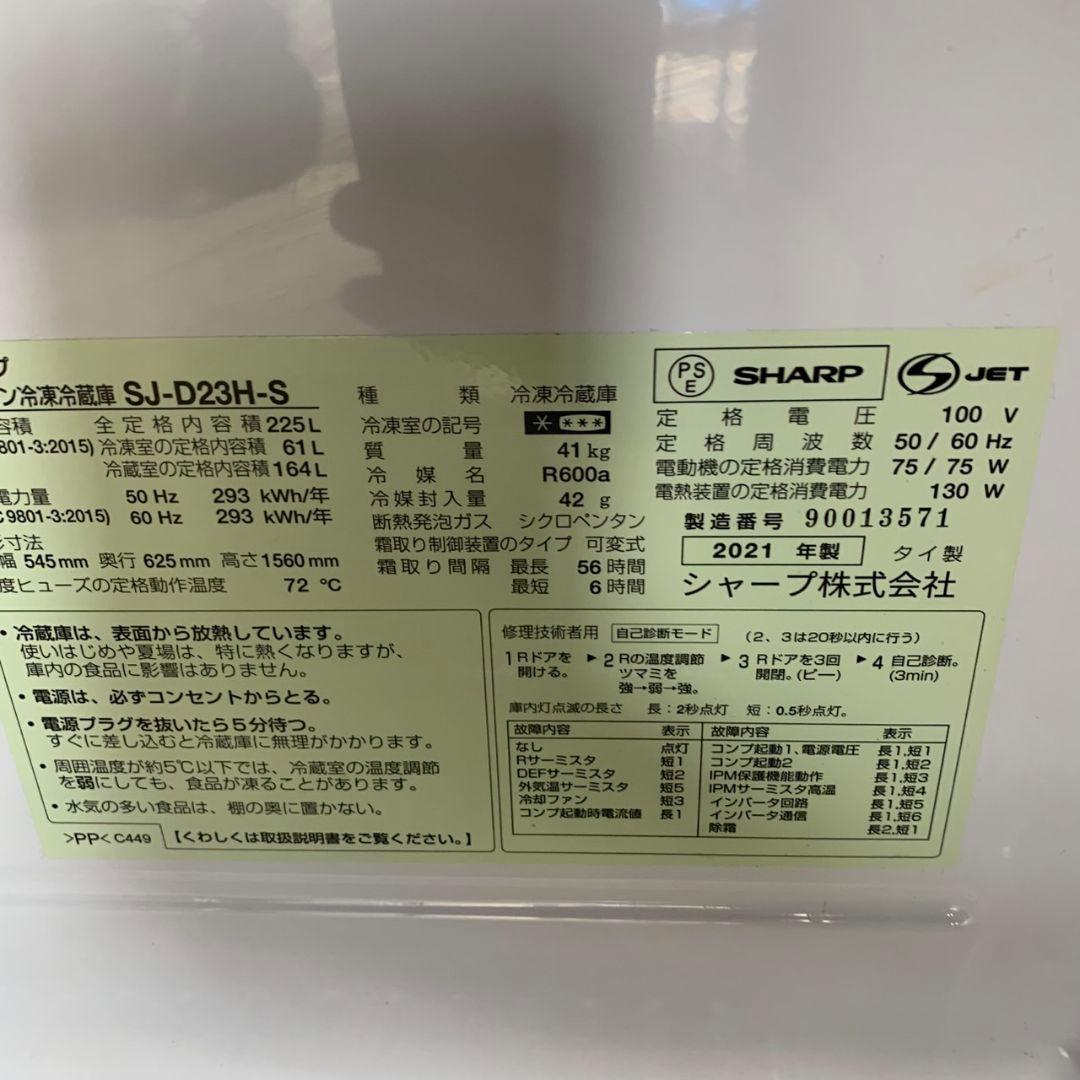 プ
ン冷凍冷蔵庫 SJ-D23H-S
容積 全定格内容積 225L
9801-3:2015) 冷凍室の定格内容積 61L
冷蔵室の定格内容積 164L
電力量 50 Hz 293 kWh/年
C 9801-3:2015) 60 Hz 293 kWh/年
寸法
幅 545mm 奥行 625mm 高さ 1560mm
度ヒューズの定格動作温度 72 ℃
種類 冷凍冷蔵庫
冷凍室の記号 * ***
質量 41 kg
冷媒名 R600a
冷媒封入量 42 g
断熱発泡ガス シクロペンタン
霜取り制御装置のタイプ 可変式
霜取り間隔 最長 56 時間
最短 6 時間
PSE SHARP S JET
定格電圧 100 V
定格周波数 50 / 60 Hz
電動機の定格消費電力 75 / 75 W
電熱装置の定格消費電力 130 W
製造番号 90013571
2021 年製 タイ製
シャープ株式会社
・冷蔵庫は、表面から放熱しています。
使いはじめや夏場は、特に熱くなりますが、
庫内の食品に影響はありません。
・電源は、必ずコンセントからとる。
・電源プラグを抜いたら5分待つ。
すぐに差し込むと冷蔵庫に無理がかかります。
・周囲温度が約5℃以下では、冷蔵室の温度調節
を弱にしても、食品が凍ることがあります。
・水気の多い食品は、棚の奥に置かない。
>PP< C449 【くわしくは取扱説明書をご覧ください。】
修理技術者用 自己診断モード (2、3は20秒以内に行う)
1 Rドアを ▶ 2 Rの温度調節 ▶ 3 Rドアを3回 ▶ 4 自己診断。
開ける。 ツマミを 開閉。(ピー) (3min)
強→弱→強。
庫内灯点滅の長さ 長:2秒点灯 短:0.5秒点灯。
故障内容 表示 故障内容 表示
なし 点灯 コンプ起動1、電源電圧 長1、短1
Rサーミスタ 短1 コンプ起動2 長1、短2
DEFサーミスタ 短2 IPM保護機能動作 長1、短3
外気温サーミスタ 短5 IPMサーミスタ高温 長1、短4
冷却ファン 短3 インバータ回路 長1、短5
コンプ起動時電流値 長1 インバータ通信 長1、短6
除霜 長2、短1